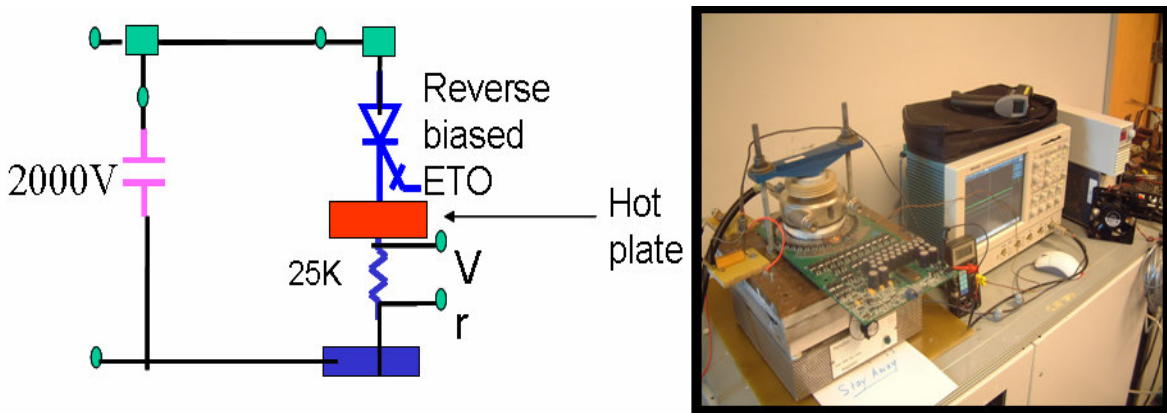 Reverse
biased
ETO
2000V
Hot
plate
25K
V
r
Stay Away